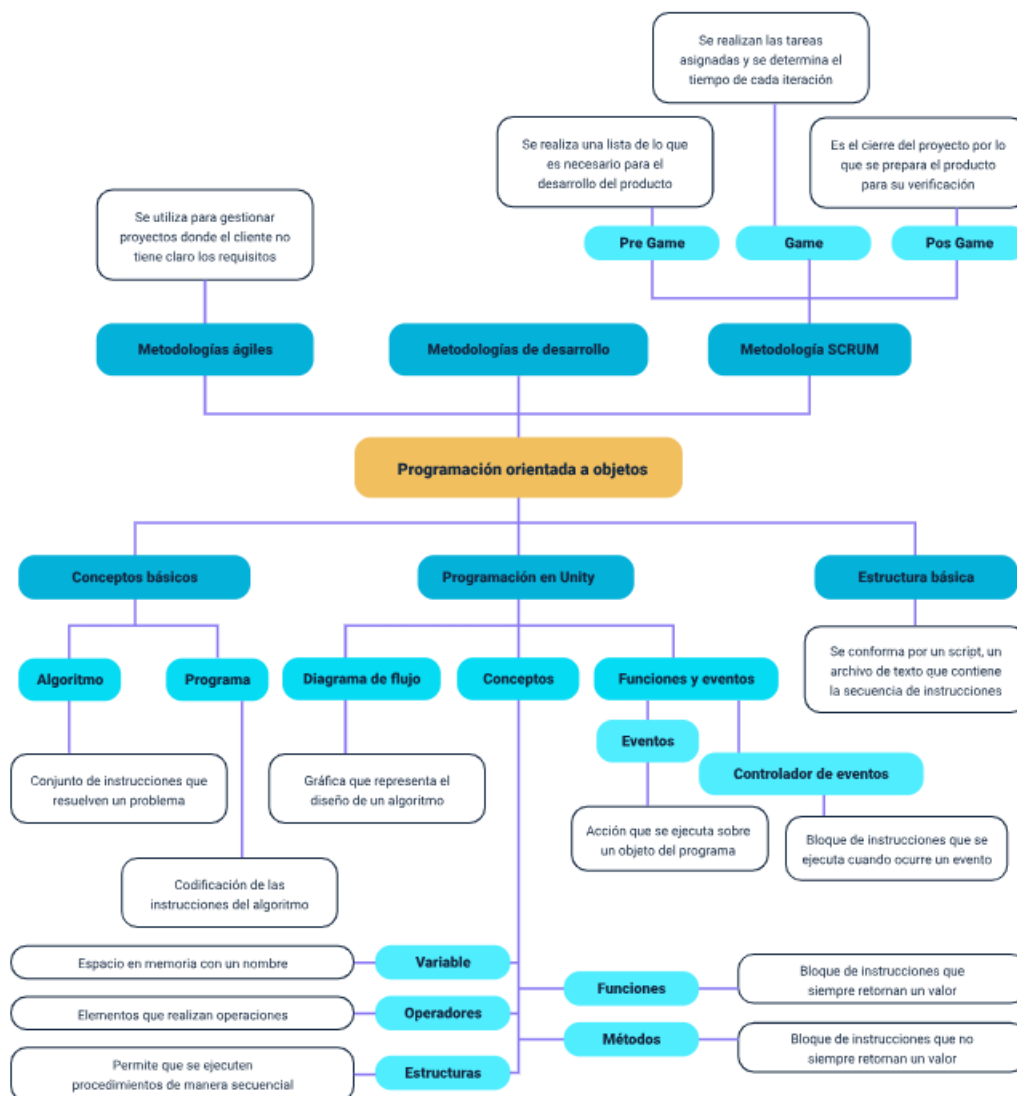 Se realizan las tareas
asignadas y se determina el
tiempo de cada iteración
Se realiza una lista de lo que
es necesario para el
desarrollo del producto
Es el cierre del proyecto por lo
que se prepara el producto
para su verificación
Se utiliza para gestionar
proyectos donde el cliente no
tiene claro los requisitos
Pre Game
Game
Pos Game
Metodologías ágiles
Metodologías de desarrollo
Metodología SCRUM
Programación orientada a objetos
Conceptos básicos
Programación en Unity
Estructura básica
Se conforma por un script, un
archivo de texto que contiene
la secuencia de instrucciones
Algoritmo
Programa
Diagrama de flujo
Conceptos
Funciones y eventos
Eventos
Controlador de eventos
Conjunto de instrucciones que
resuelven un problema
Gráfica que representa el
diseño de un algoritmo
Acción que se ejecuta sobre
un objeto del programa
Bloque de instrucciones que se
ejecuta cuando ocurre un evento
Codificación de las
instrucciones del algoritmo
Espacio en memoria con un nombre
Variable
Elementos que realizan operaciones
Operadores
Permite que se ejecuten
procedimientos de manera secuencial
Estructuras
Funciones
Bloque de instrucciones que
siempre retornan un valor
Métodos
Bloque de instrucciones que no
siempre retornan un valor